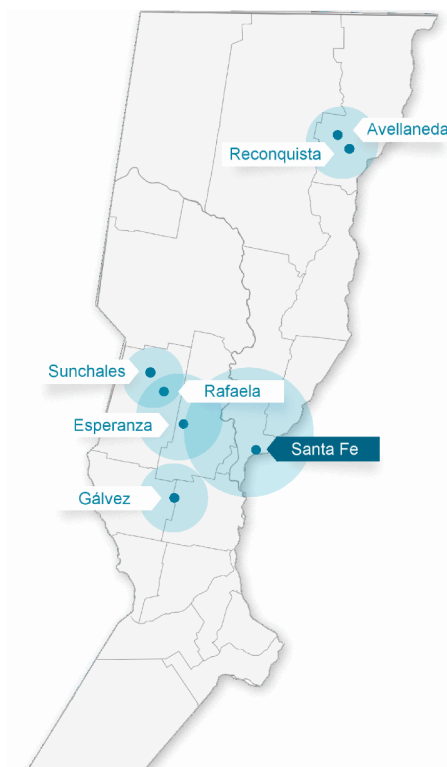 Avellaneda
Reconquista
Sunchales
Rafaela
Esperanza
Santa Fe
Gálvez